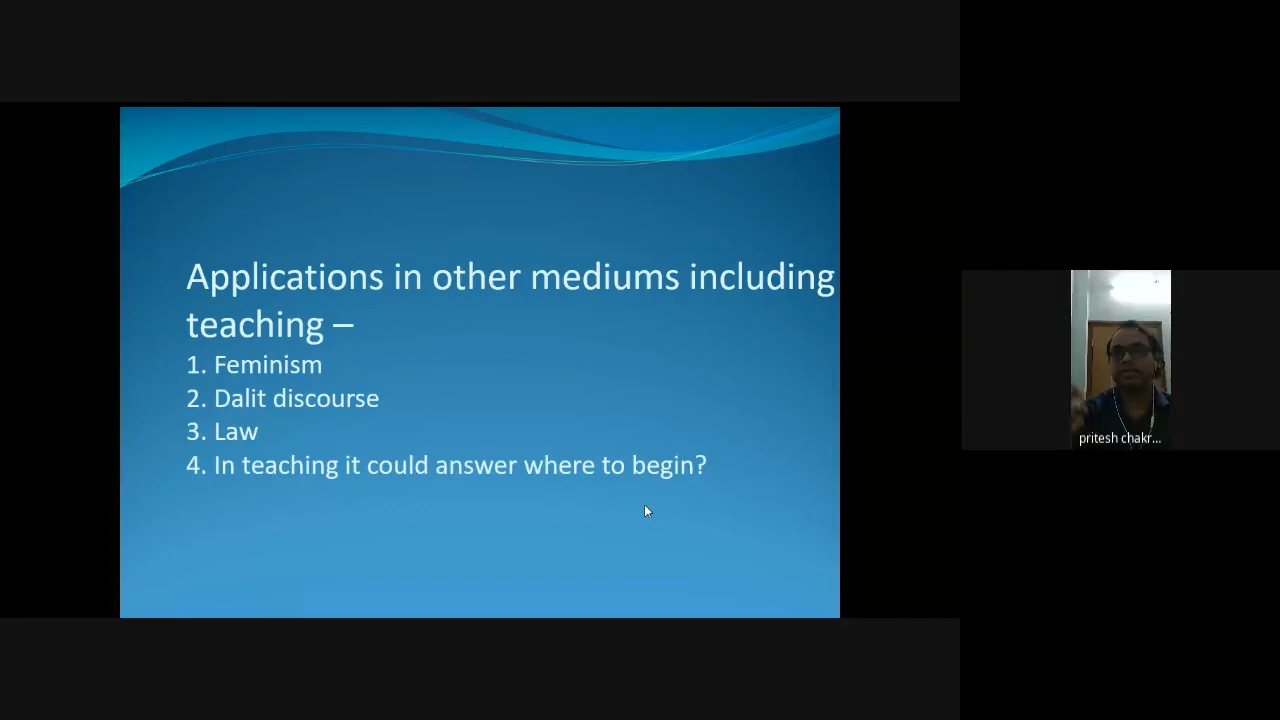 Applications in other mediums including
teaching –
1. Feminism
2. Dalit discourse
3. Law
4. In teaching it could answer where to begin?
pritesh chakr...